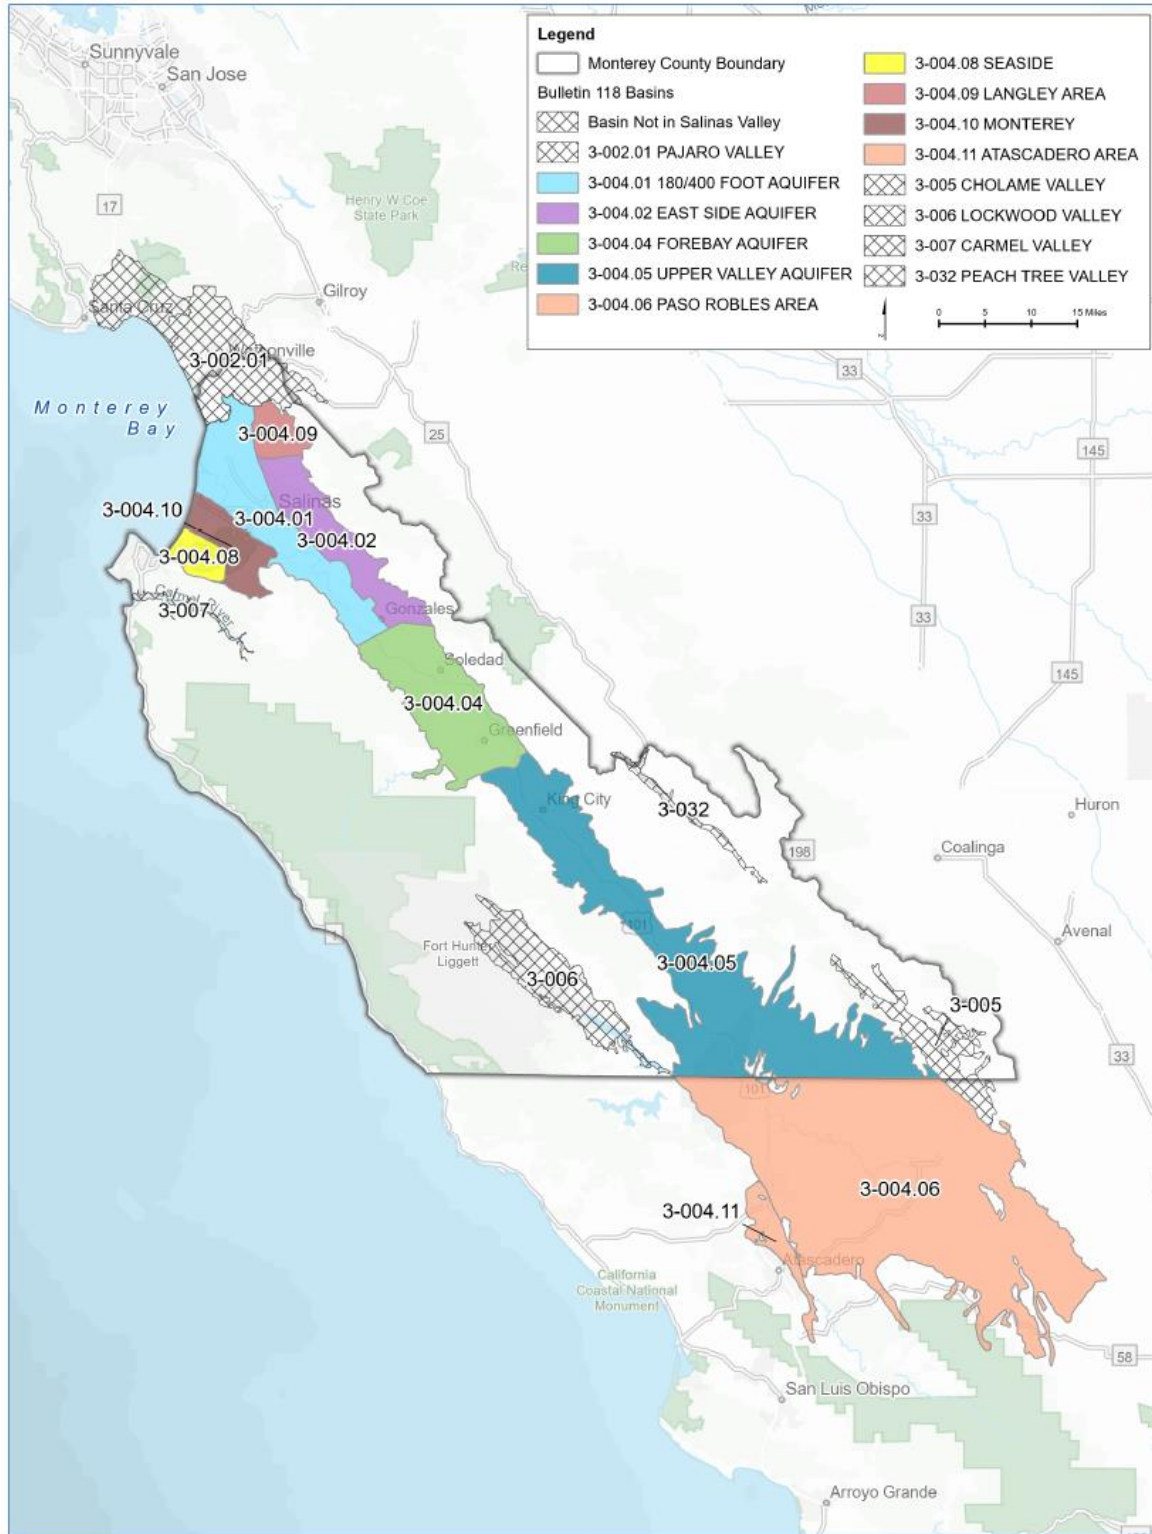 Legend
Monterey County Boundary
Bulletin 118 Basins
Basin Not in Salinas Valley
3-002.01 PAJARO VALLEY
3-004.01 180/400 FOOT AQUIFER
3-004.02 EAST SIDE AQUIFER
3-004.04 FOREBAY AQUIFER
3-004.05 UPPER VALLEY AQUIFER
3-004.06 PASO ROBLES AREA
3-004.08 SEASIDE
3-004.09 LANGLEY AREA
3-004.10 MONTEREY
3-004.11 ATASCADERO AREA
3-005 CHOLAME VALLEY
3-006 LOCKWOOD VALLEY
3-007 CARMEL VALLEY
3-032 PEACH TREE VALLEY
0 5 10 15 Miles
Sunnyvale
San Jose
17
Henry W Coe
State Park
Re
Gilroy
Santa Cruz
3-002.01
33
Monterey
Bay
3-004.09
25
145
Salinas
3-004.10
3-004.01
33
3-004.02
3-004.08
Carmel River
3-007
Gonzales
33
Soledad
145
3-004.04
Greenfield
King City
3-032
Huron
198
Coalinga
1
101
Avenal
Fort Hunter
Liggett
3-004.05
3-006
3-005
33
101
3-004.06
3-004.11
Atascadero
California
Coastal National
Monument
58
San Luis Obispo
Arroyo Grande